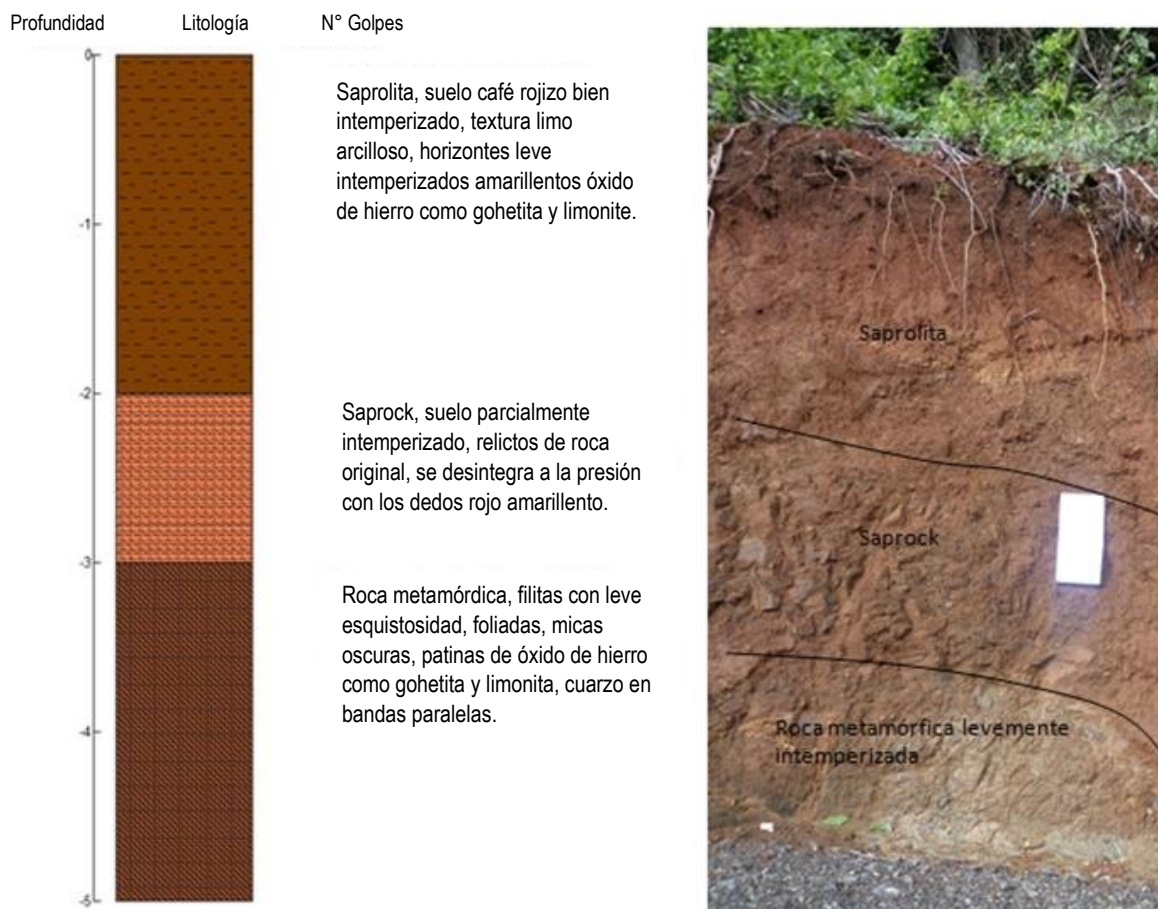 Profundidad Litología N° Golpes
0
Saprolita, suelo café rojizo bien
intemperizado, textura limo
arcilloso, horizontes leve
intemperizados amarillentos óxido
de hierro como gohetita y limonite.
-1
-2
Saprock, suelo parcialmente
intemperizado, relictos de roca
original, se desintegra a la presión
con los dedos rojo amarillento.
-3
Roca metamórdica, filitas con leve
esquistosidad, foliadas, micas
oscuras, patinas de óxido de hierro
como gohetita y limonita, cuarzo en
bandas paralelas.
-4
-5
Saprolita
Saprock
Roca metamórfica levemente
intemperizada